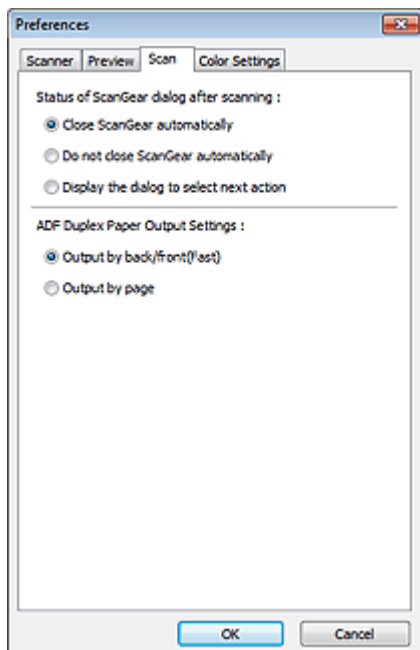 Preferences
Scanner Preview Scan Color Settings
Status of ScanGear dialog after scanning :
Close ScanGear automatically
Do not close ScanGear automatically
Display the dialog to select next action
ADF Duplex Paper Output Settings :
Output by back/front(Fast)
Output by page
OK Cancel